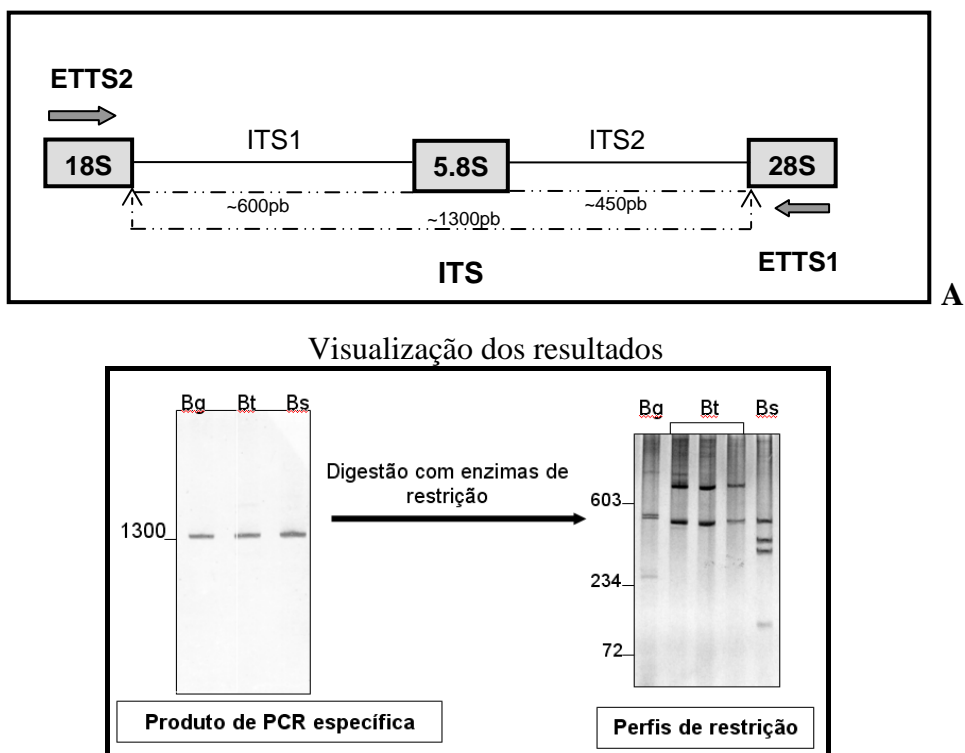 ETTS2
18S
ITS1
5.8S
ITS2
28S
~600pb
~1300pb
~450pb
ITS
ETTS1
A
Visualização dos resultados
Bg Bt Bs
1300
Digestão com enzimas de
restrição
Bg Bt Bs
603
234
72
Produto de PCR específica
Perfis de restrição